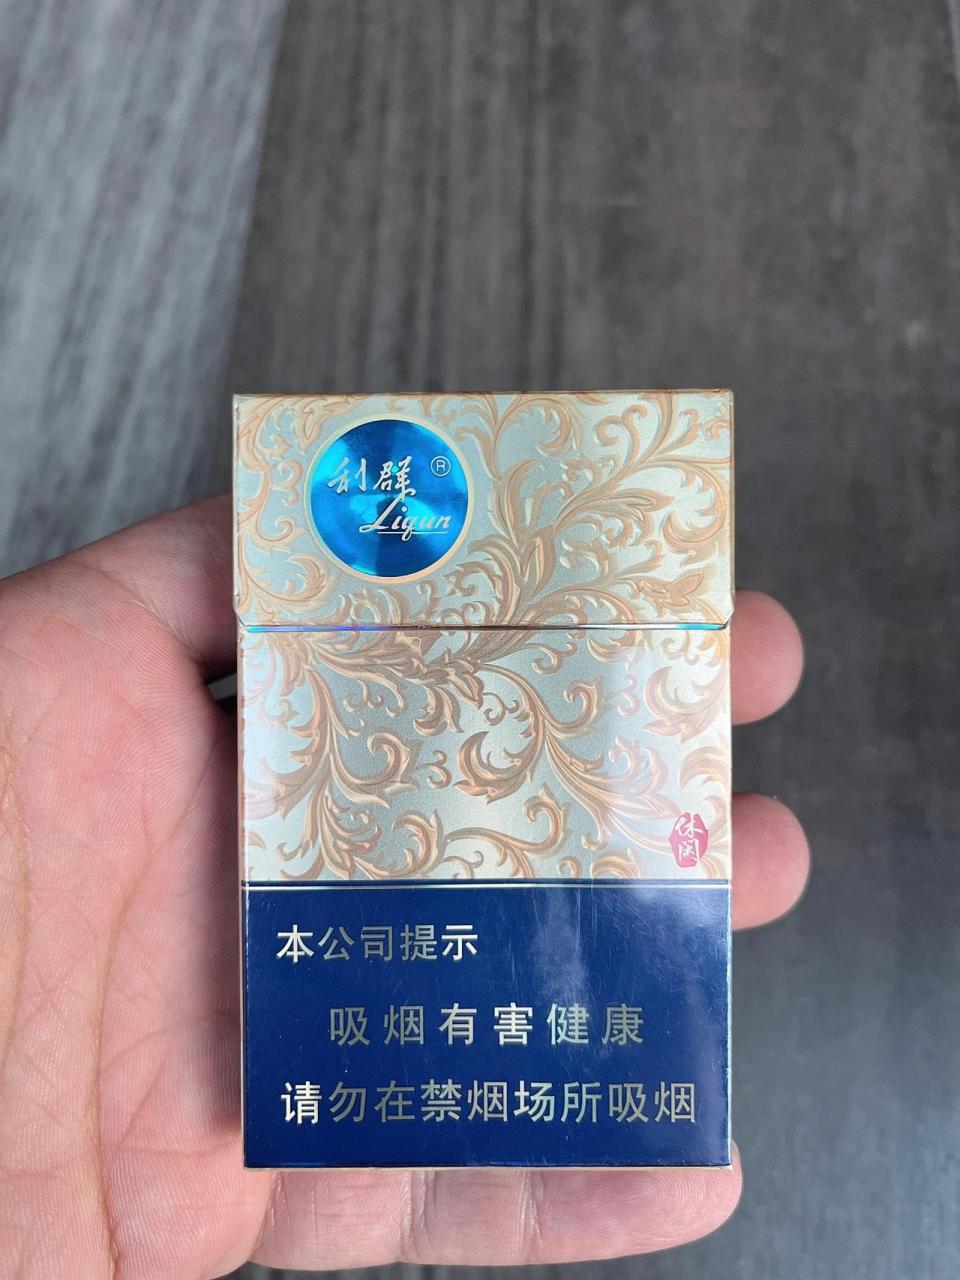 利群®
Liqun
休闲
本公司提示
吸烟有害健康
请勿在禁烟场所吸烟